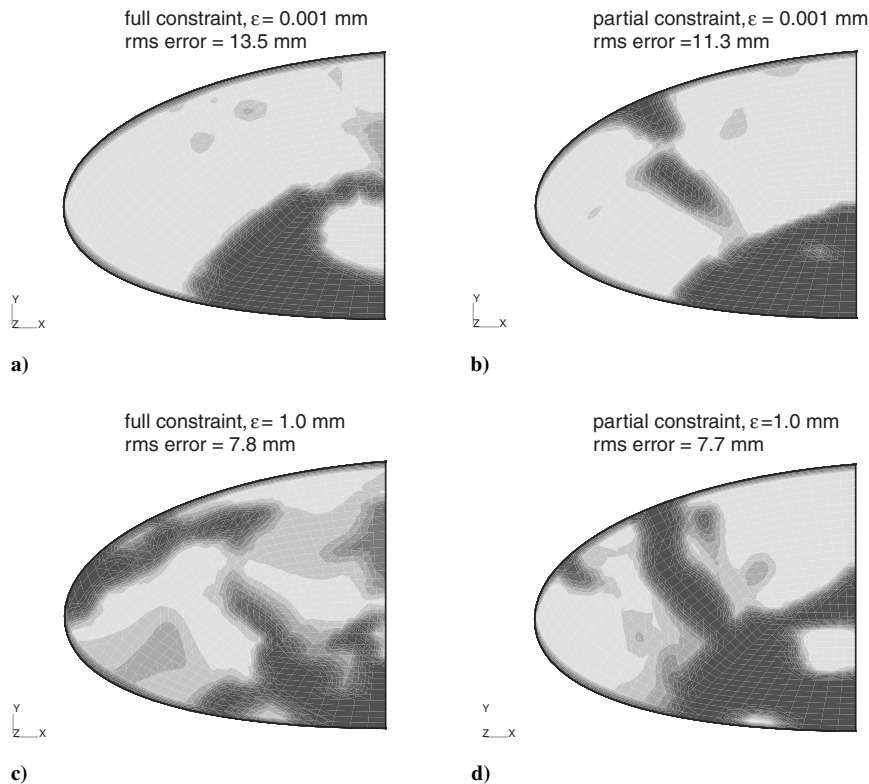 full constraint, ε= 0.001 mm
rms error = 13.5 mm
partial constraint, ε = 0.001 mm
rms error =11.3 mm
Y
Z X
Y
Z X
a)
b)
full constraint, ε= 1.0 mm
rms error = 7.8 mm
partial constraint, ε=1.0 mm
rms error = 7.7 mm
Y
Z X
Y
Z X
c)
d)